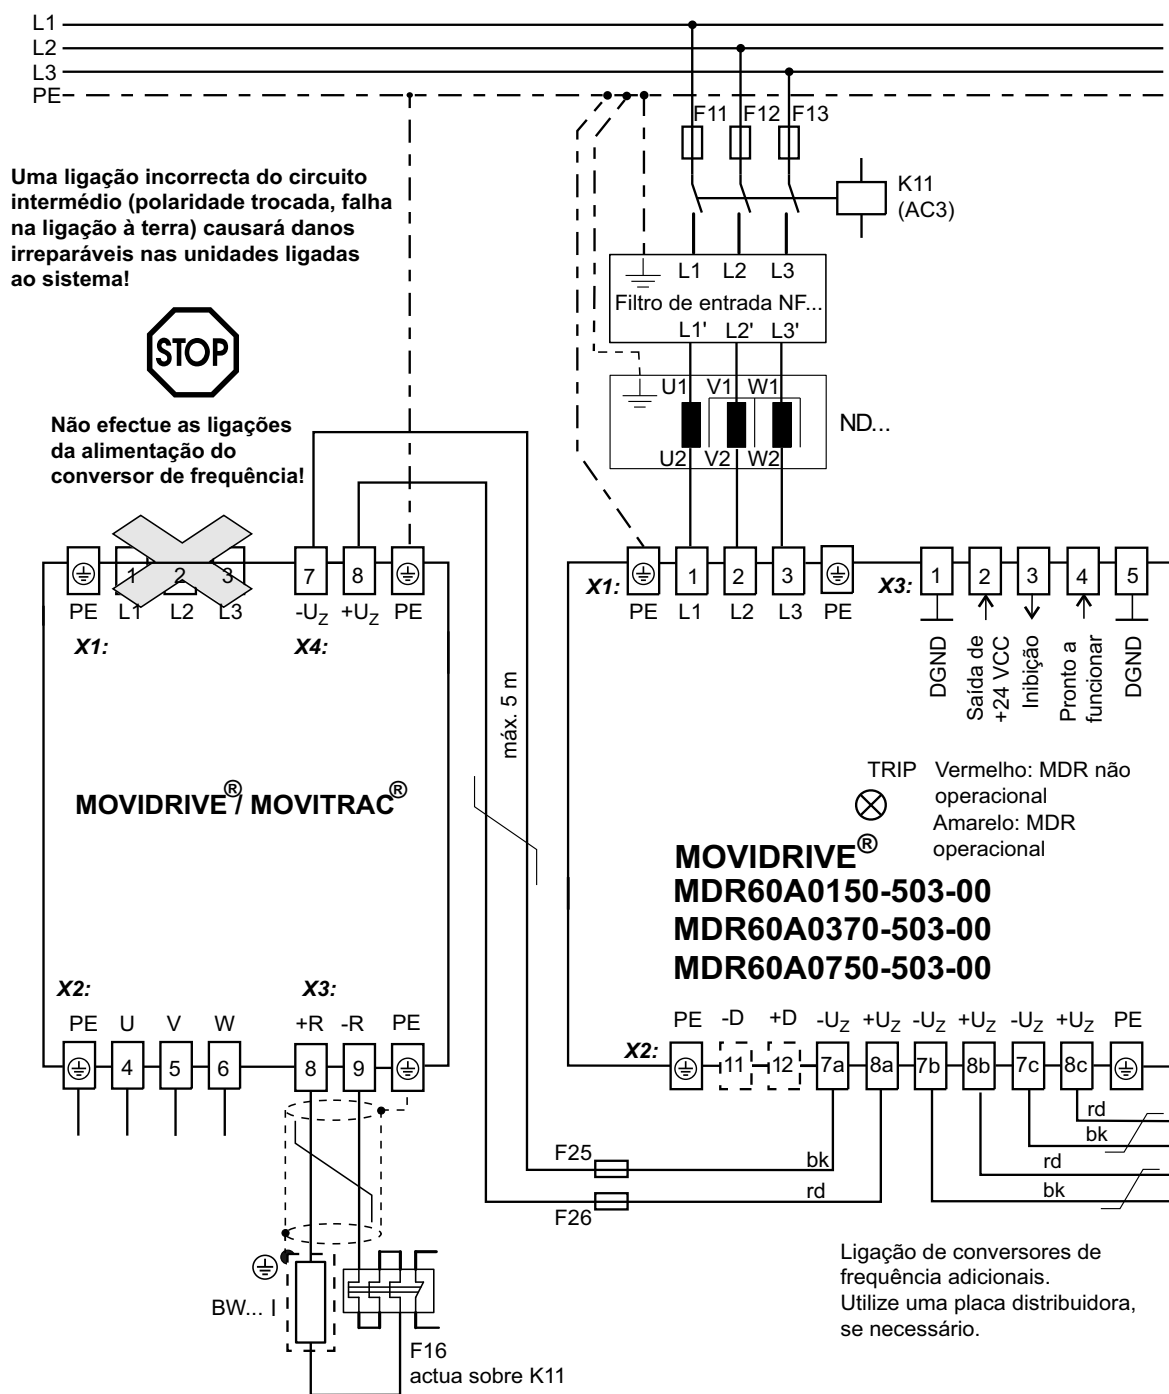 L1
L2
L3
PE
F11 F12 F13
K11
(AC3)
Uma ligação incorrecta do circuito
intermédio (polaridade trocada, falha
na ligação à terra) causará danos
irreparáveis nas unidades ligadas
ao sistema!
STOP
Não efectue as ligações
da alimentação do
conversor de frequência!
L1 L2 L3
Filtro de entrada NF...
L1' L2' L3'
U1 V1 W1
ND...
U2 V2 W2
1 2 3 7 8
PE L1 L2 L3 -UZ +UZ PE
X1: X4:
X1: 1 2 3
PE L1 L2 L3 PE
X3: 1 2 3 4 5
DGND
Saída de
+24 VCC
Inibição
Pronto a
funcionar
DGND
máx. 5 m
MOVIDRIVE® / MOVITRAC®
TRIP Vermelho: MDR não
operacional
Amarelo: MDR
operacional
MOVIDRIVE®
MDR60A0150-503-00
MDR60A0370-503-00
MDR60A0750-503-00
X2: X3:
PE U V W +R -R PE
4 5 6 8 9
PE -D +D -UZ +UZ -UZ +UZ -UZ +UZ PE
X2: 11 12 7a 8a 7b 8b 7c 8c
rd
bk
rd
bk
F25 bk
F26 rd
BW...
F16
actua sobre K11
Ligação de conversores de
frequência adicionais.
Utilize uma placa distribuidora,
se necessário.